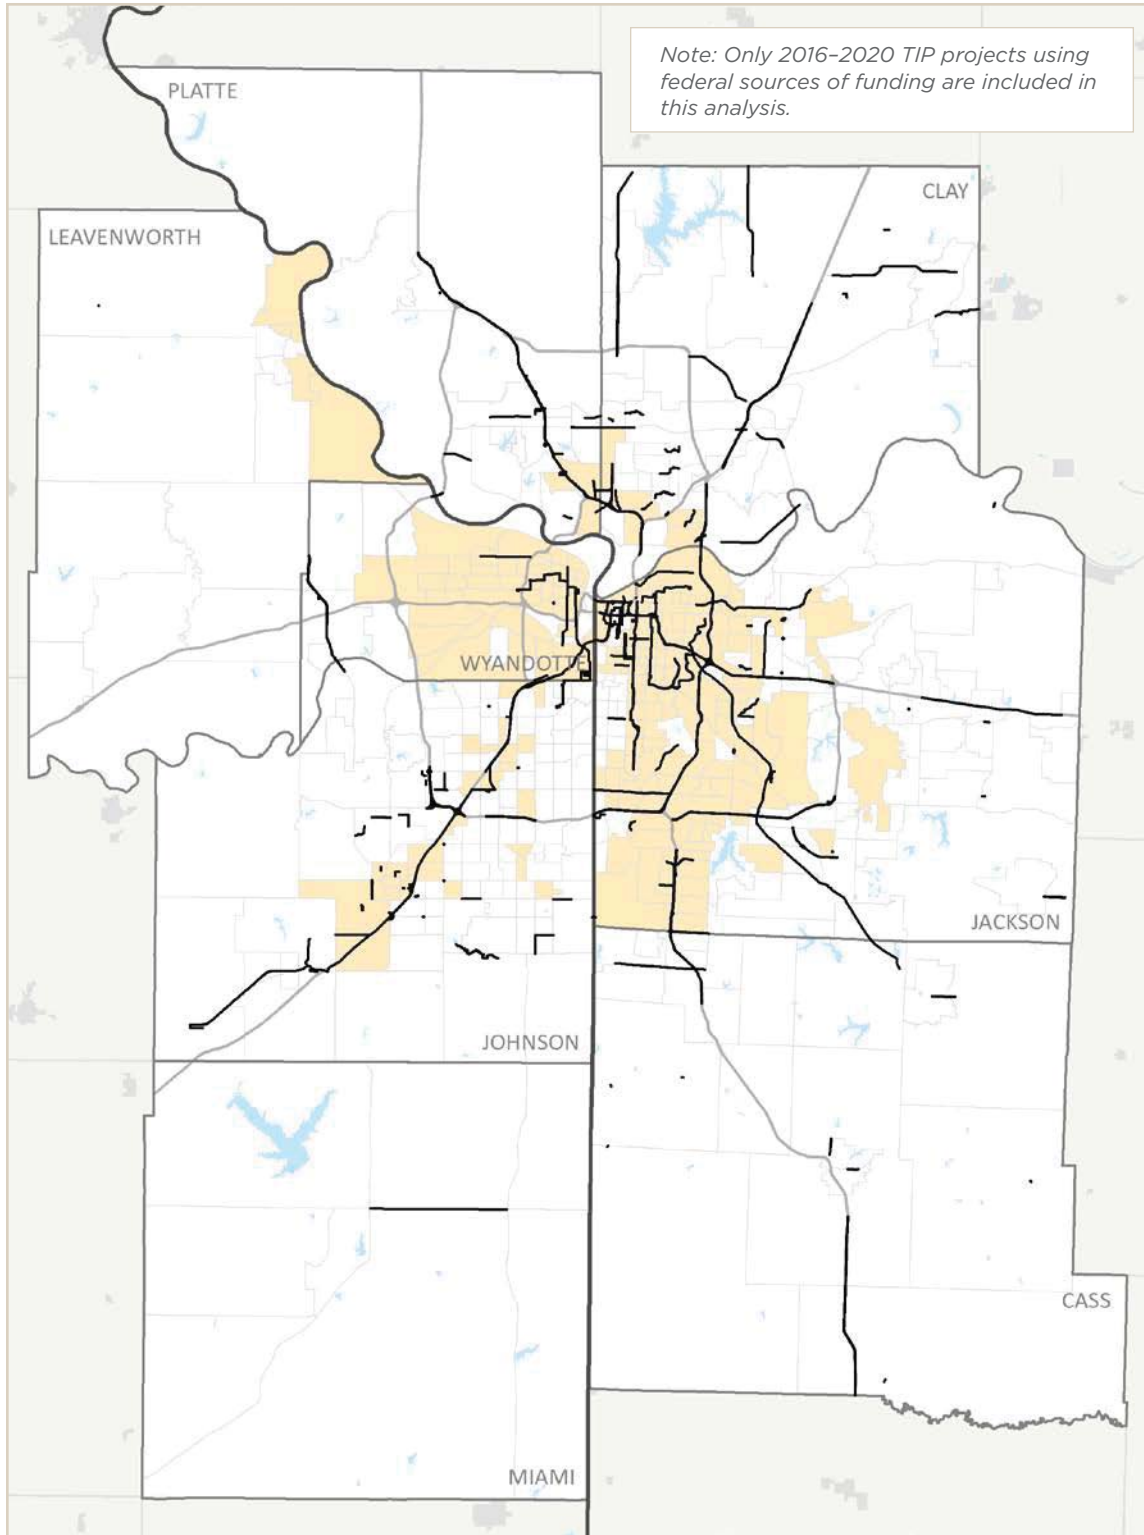 Note: Only 2016–2020 TIP projects using
federal sources of funding are included in
this analysis.
PLATTE
CLAY
LEAVENWORTH
WYANDOTTE
JACKSON
JOHNSON
CASS
MIAMI